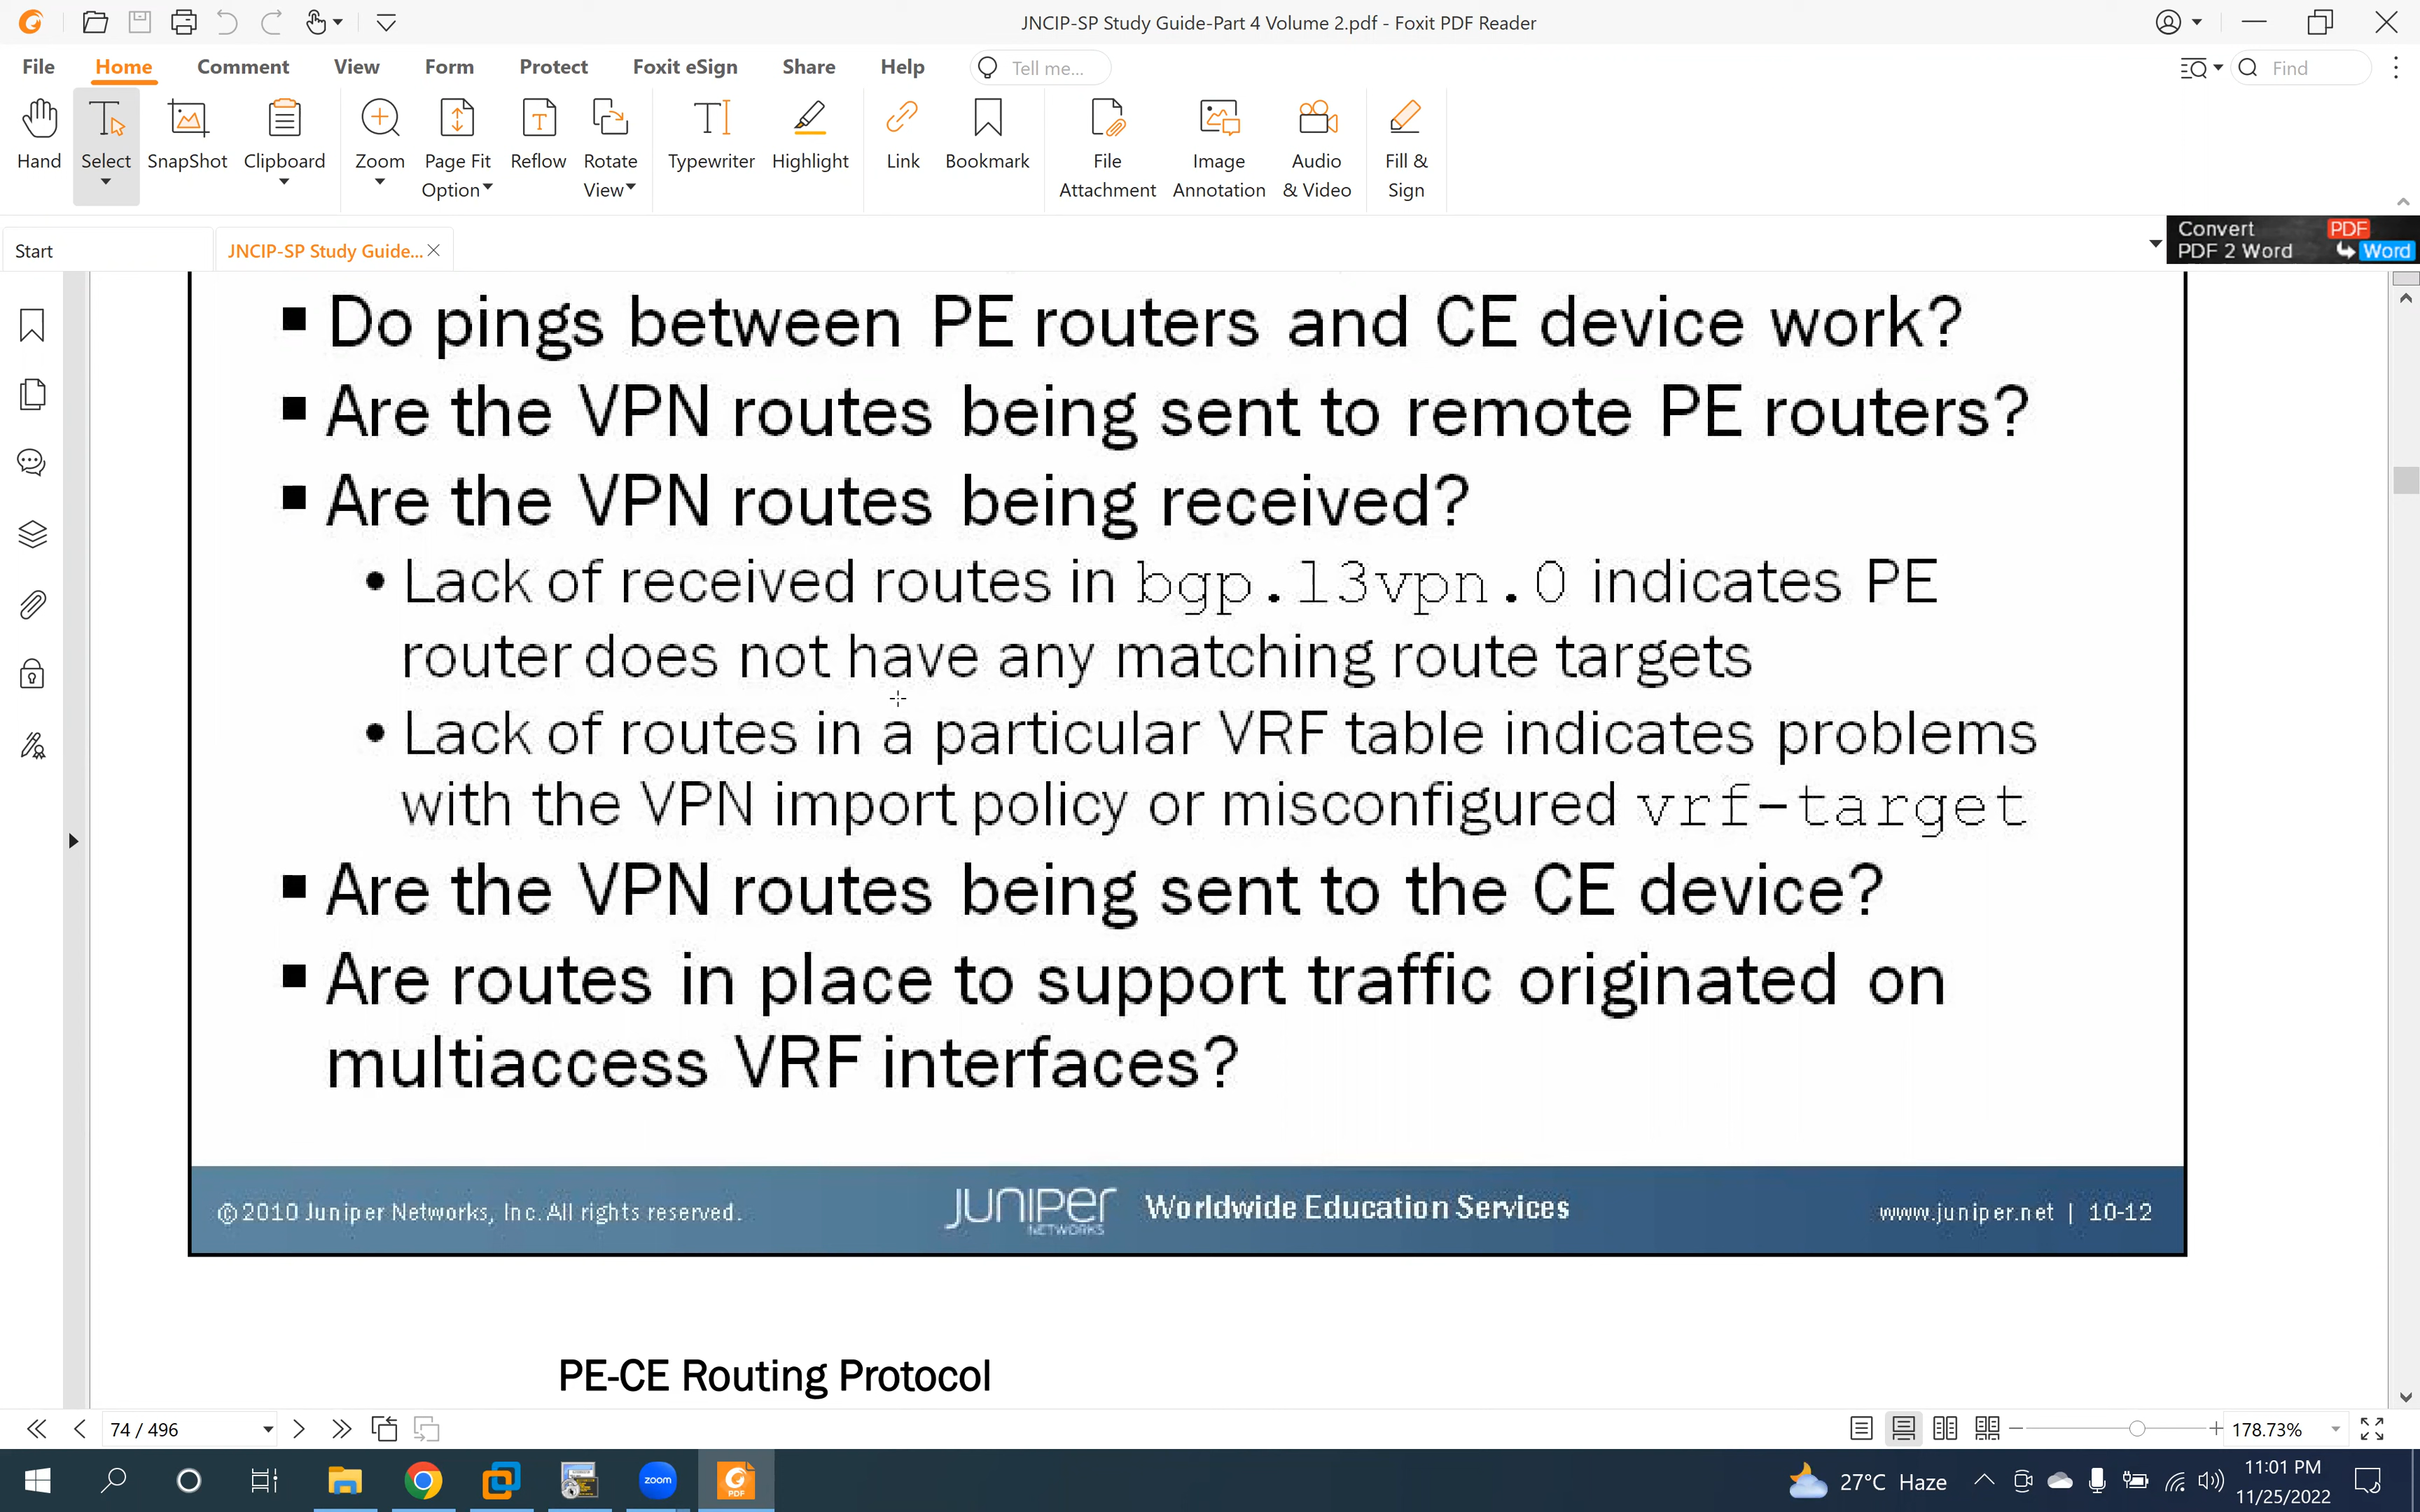 JNCIP-SP Study Guide-Part 4 Volume 2.pdf - Foxit PDF Reader
File Home Comment View Form Protect Foxit eSign Share Help Tell me... Find
Hand Select SnapShot Clipboard Zoom Page Fit Option Reflow Rotate View Typewriter Highlight Link Bookmark File Attachment Image Annotation Audio & Video Fill & Sign
Start JNCIP-SP Study Guide...
Convert PDF
PDF 2 Word Word
▪ Do pings between PE routers and CE device work?
▪ Are the VPN routes being sent to remote PE routers?
▪ Are the VPN routes being received?
• Lack of received routes in bgp.l3vpn.0 indicates PE
router does not have any matching route targets
• Lack of routes in a particular VRF table indicates problems
with the VPN import policy or misconfigured vrf-target
▪ Are the VPN routes being sent to the CE device?
▪ Are routes in place to support traffic originated on
multiaccess VRF interfaces?
©2010 Juniper Networks, Inc. All rights reserved. JUNIPER NETWORKS Worldwide Education Services www.juniper.net | 10-12
PE-CE Routing Protocol
74 / 496 178.73%
zoom PDF 27°C Haze 11:01 PM
11/25/2022